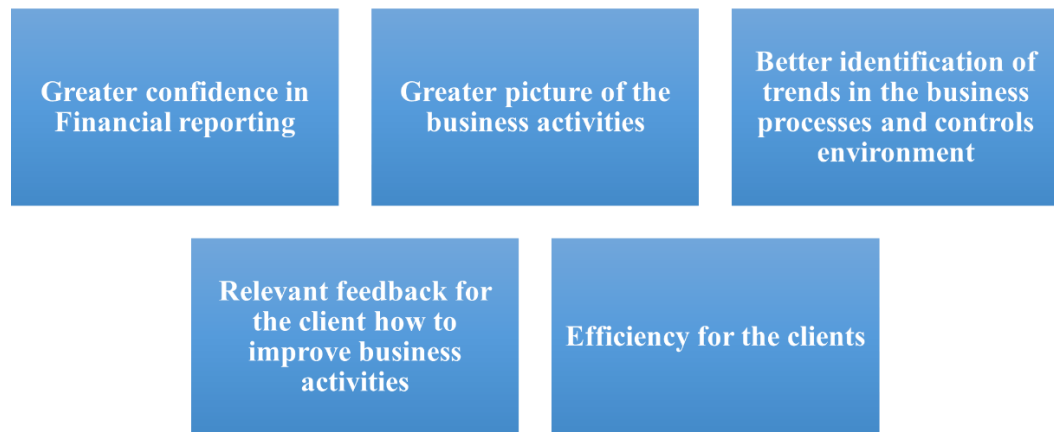 Greater confidence in
Financial reporting
Greater picture of the
business activities
Better identification of
trends in the business
processes and controls
environment
Relevant feedback for
the client how to
improve business
activities
Efficiency for the clients